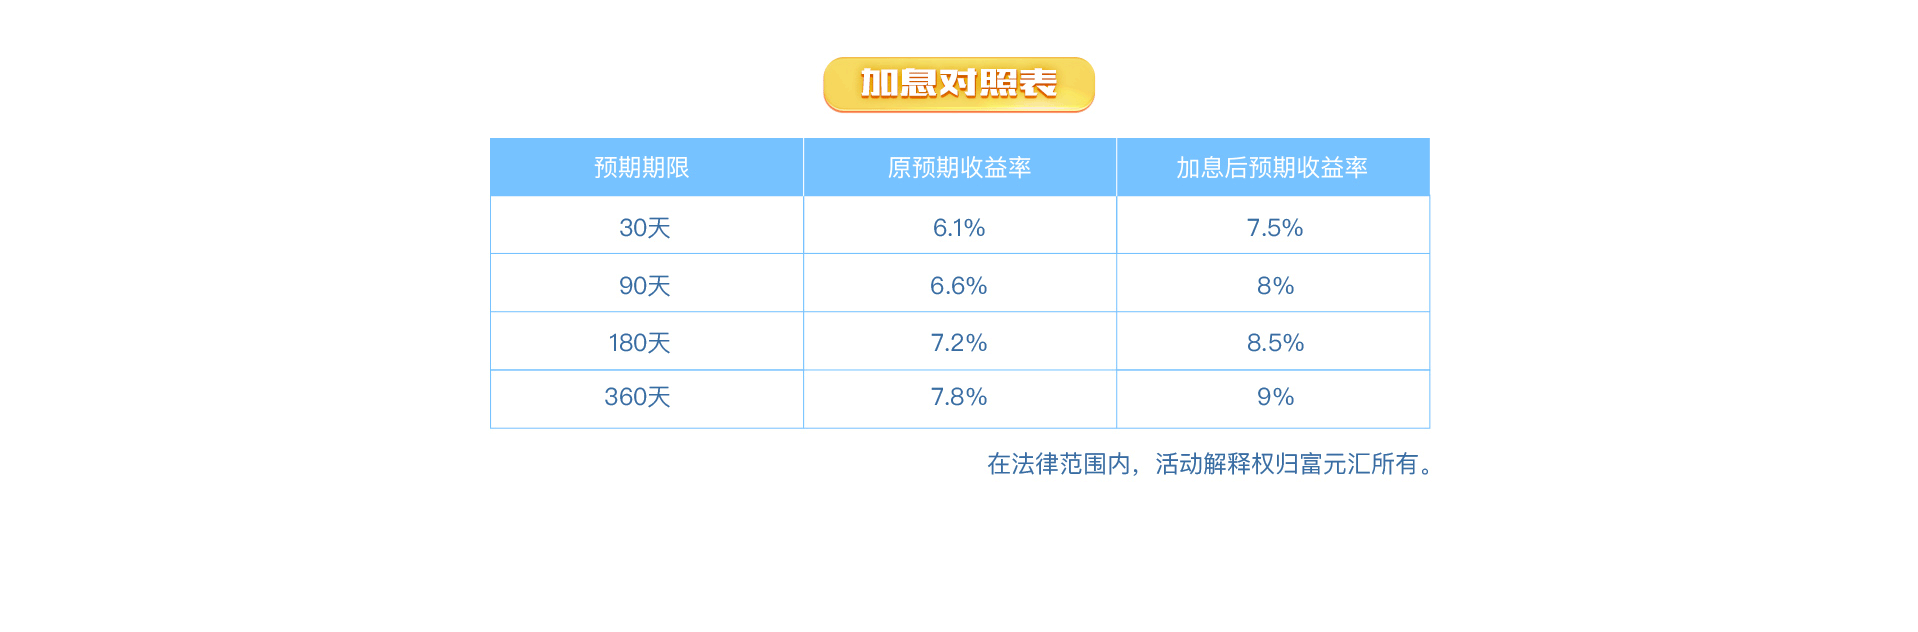 加息对照表
预期期限 原预期收益率 加息后预期收益率
30天 6.1% 7.5%
90天 6.6% 8%
180天 7.2% 8.5%
360天 7.8% 9%
在法律范围内，活动解释权归富元汇所有。